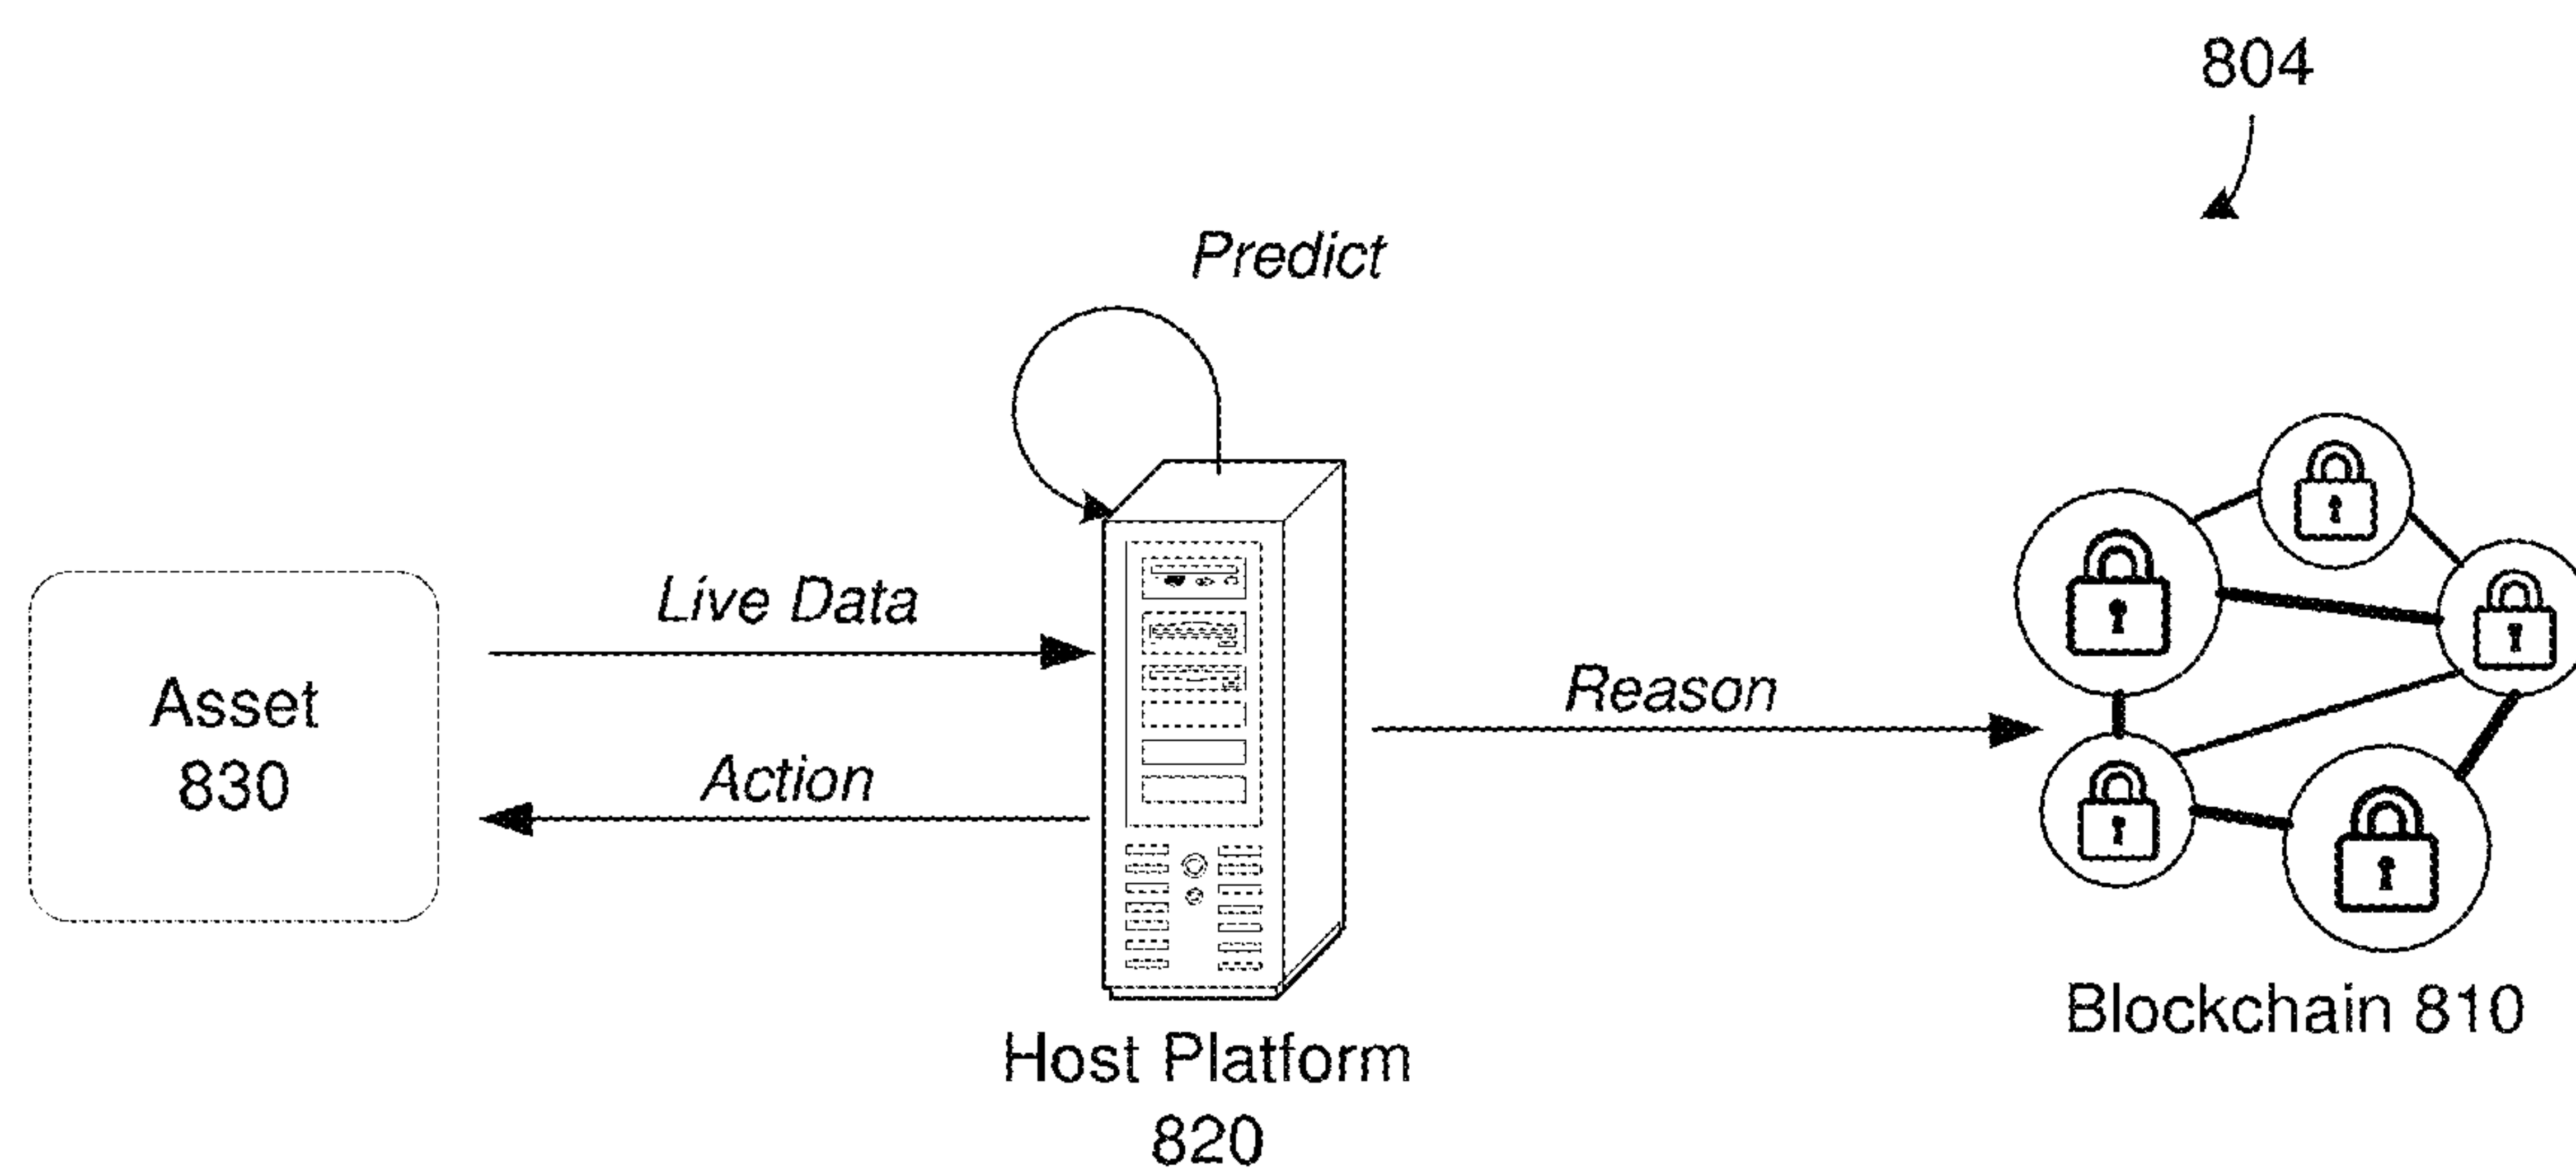 804
Predict
Live Data
Asset
830
Action
Reason
Blockchain 810
Host Platform
820